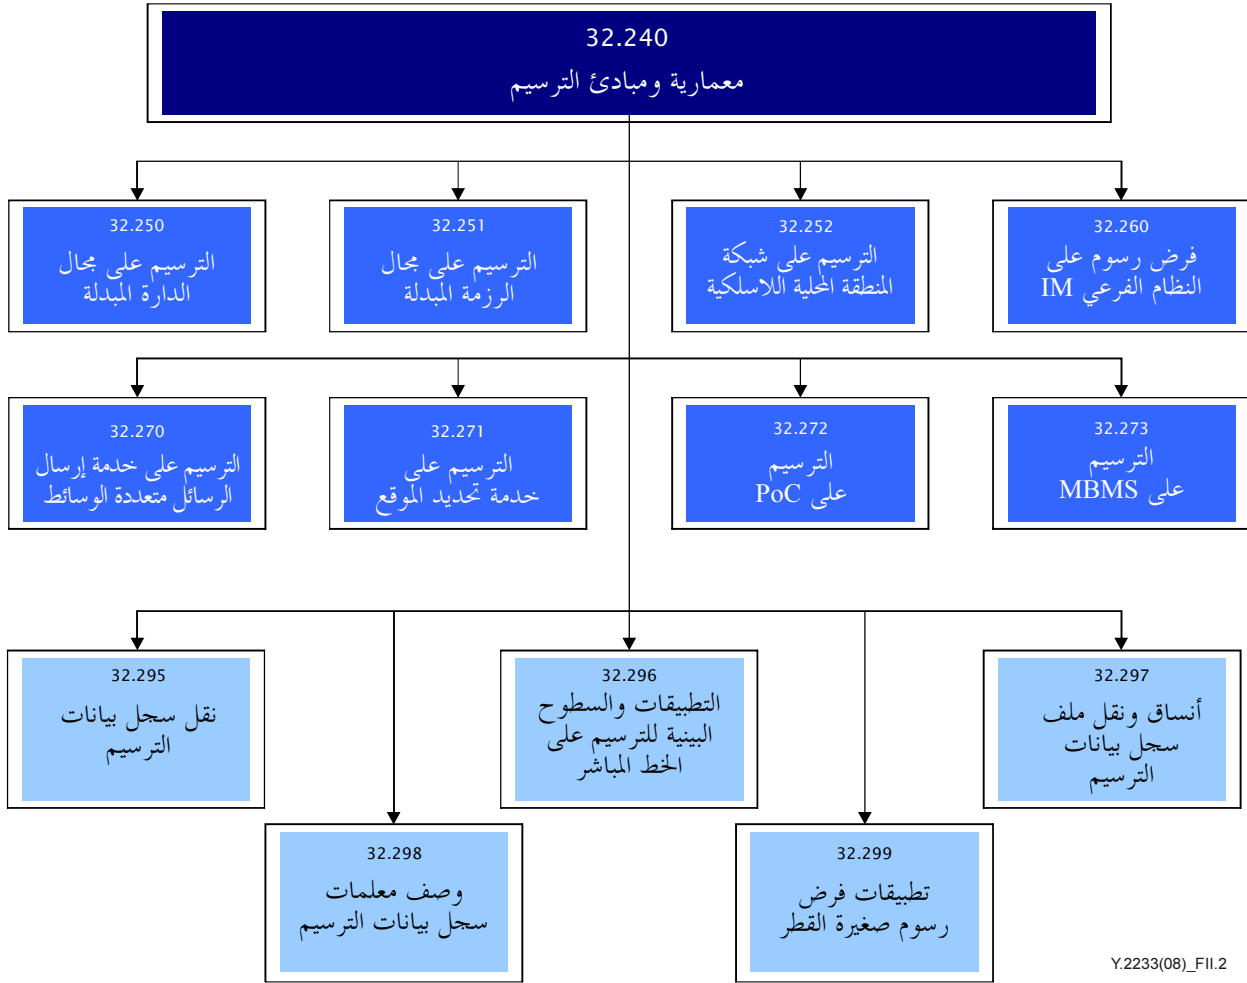 32.240
معمارية ومبادئ الترسيم
32.250
الترسيم على مجال
الدارة المبدلة
32.251
الترسيم على مجال
الرزمة المبدلة
32.252
الترسيم على شبكة
المنطقة المحلية اللاسلكية
32.260
فرض رسوم على
النظام الفرعي IM
32.270
الترسيم على خدمة إرسال
الرسائل متعددة الوسائط
32.271
الترسيم على
خدمة تحديد الموقع
32.272
الترسيم
على PoC
32.273
الترسيم
على MBMS
32.295
نقل سجل بيانات
الترسيم
32.296
التطبيقات والسطوح
البينية للترسيم على
الخط المباشر
32.297
أنساق ونقل ملف
سجل بيانات
الترسيم
32.298
وصف معلمات
سجل بيانات الترسيم
32.299
تطبيقات فرض
رسوم صغيرة القطر
Y.2233(08)_FII.2